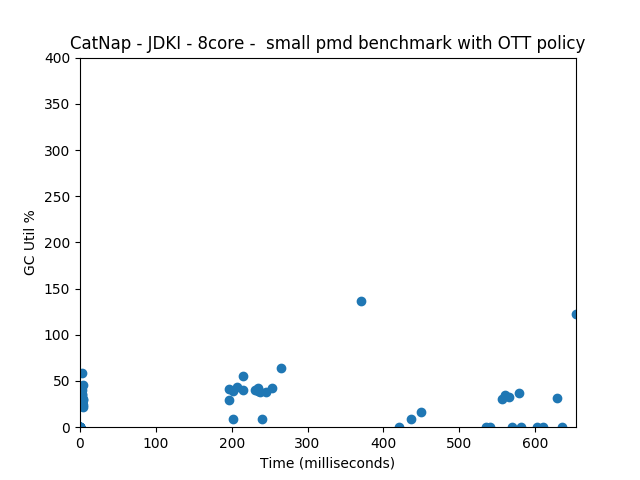 CatNap - JDKI - 8core -  small pmd benchmark with OTT policy
400
350
300
250
200
150
100
50
0
GC Util %
0 100 200 300 400 500 600
Time (milliseconds)